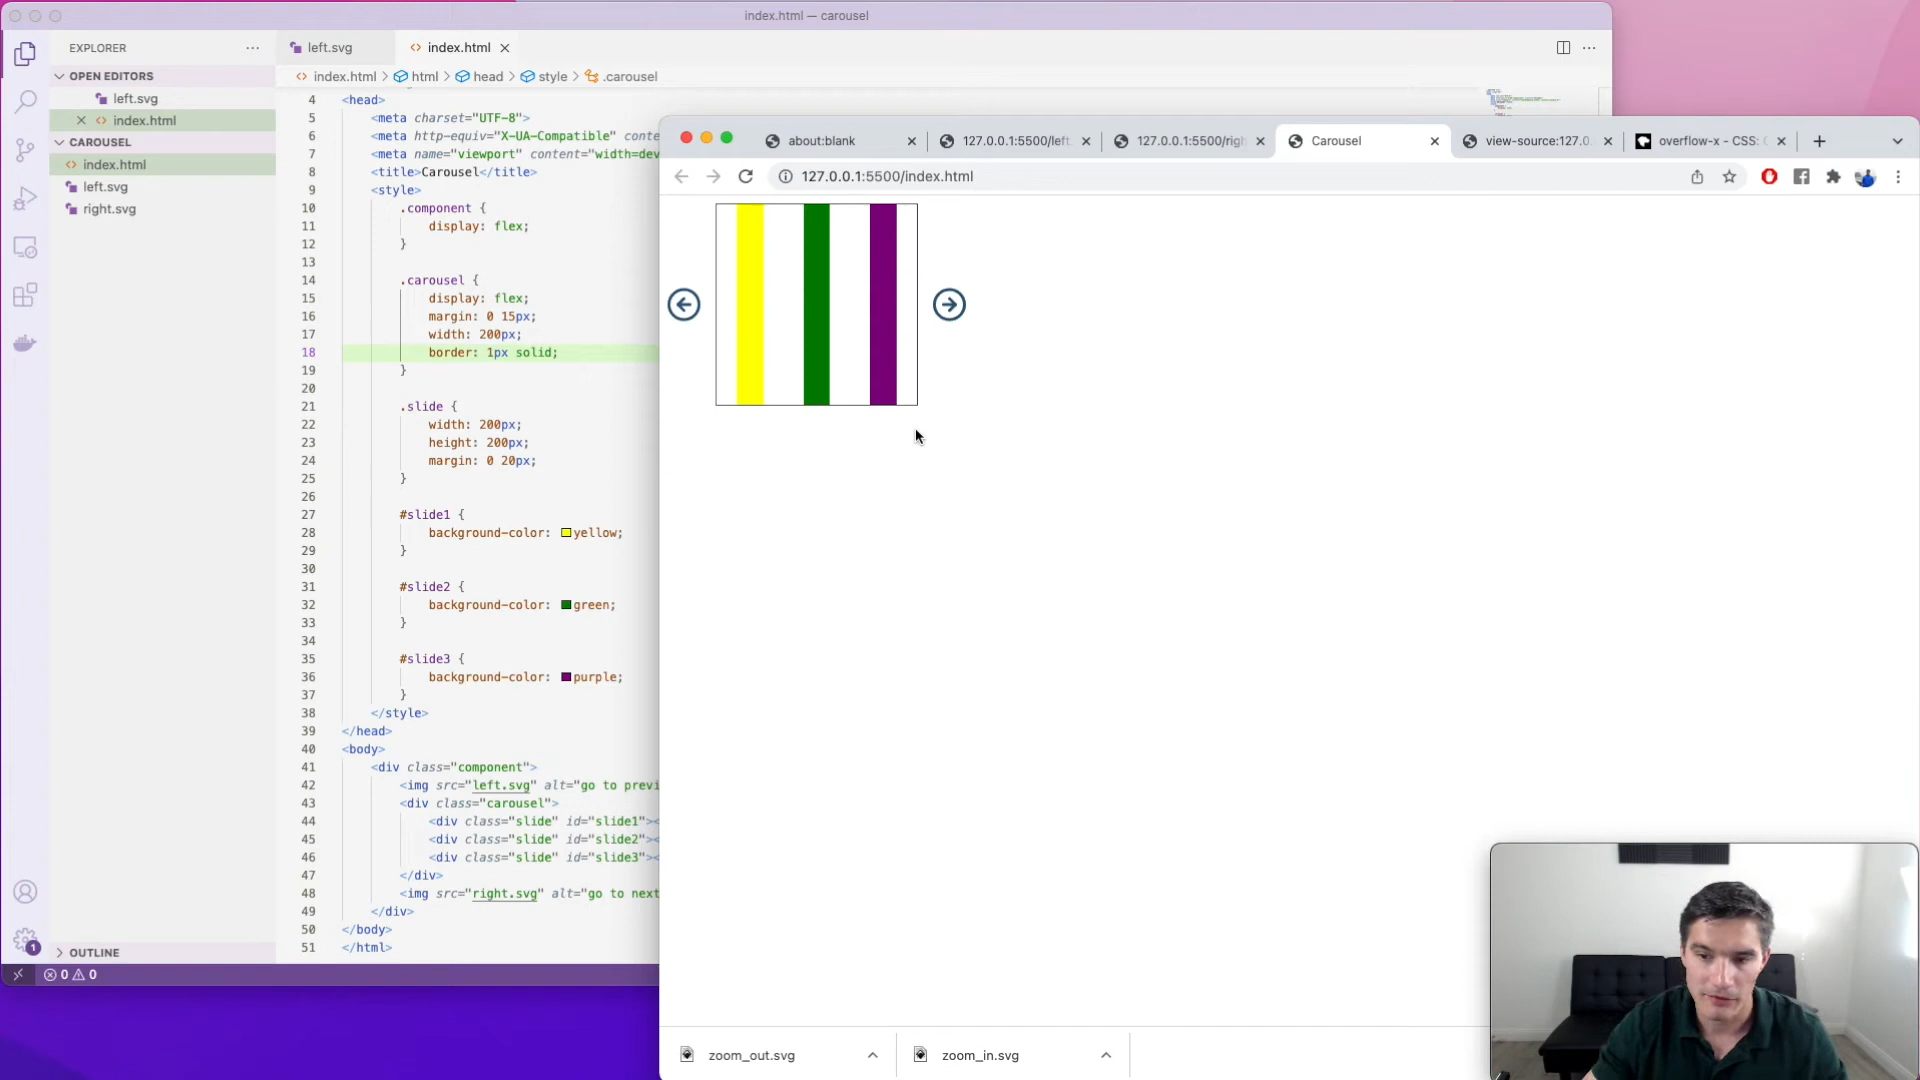 index.html — carousel
EXPLORER
left.svg
index.html
index.html > html > head > style > .carousel
OPEN EDITORS
left.svg
index.html
CAROUSEL
index.html
left.svg
right.svg
OUTLINE
0 0
1
4 <head>
5 <meta charset="UTF-8">
6 <meta http-equiv="X-UA-Compatible" conte
7 <meta name="viewport" content="width=dev
8 <title>Carousel</title>
9 <style>
10 .component {
11 display: flex;
12 }
13
14 .carousel {
15 display: flex;
16 margin: 0 15px;
17 width: 200px;
18 border: 1px solid;
19 }
20
21 .slide {
22 width: 200px;
23 height: 200px;
24 margin: 0 20px;
25 }
26
27 #slide1 {
28 background-color: yellow;
29 }
30
31 #slide2 {
32 background-color: green;
33 }
34
35 #slide3 {
36 background-color: purple;
37 }
38 </style>
39 </head>
40 <body>
41 <div class="component">
42 <img src="left.svg" alt="go to previ
43 <div class="carousel">
44 <div class="slide" id="slide1"><
45 <div class="slide" id="slide2"><
46 <div class="slide" id="slide3"><
47 </div>
48 <img src="right.svg" alt="go to next
49 </div>
50 </body>
51 </html>
about:blank
127.0.0.1:5500/left.
127.0.0.1:5500/righ
Carousel
view-source:127.0.
overflow-x - CSS: C
127.0.0.1:5500/index.html
zoom_out.svg
zoom_in.svg